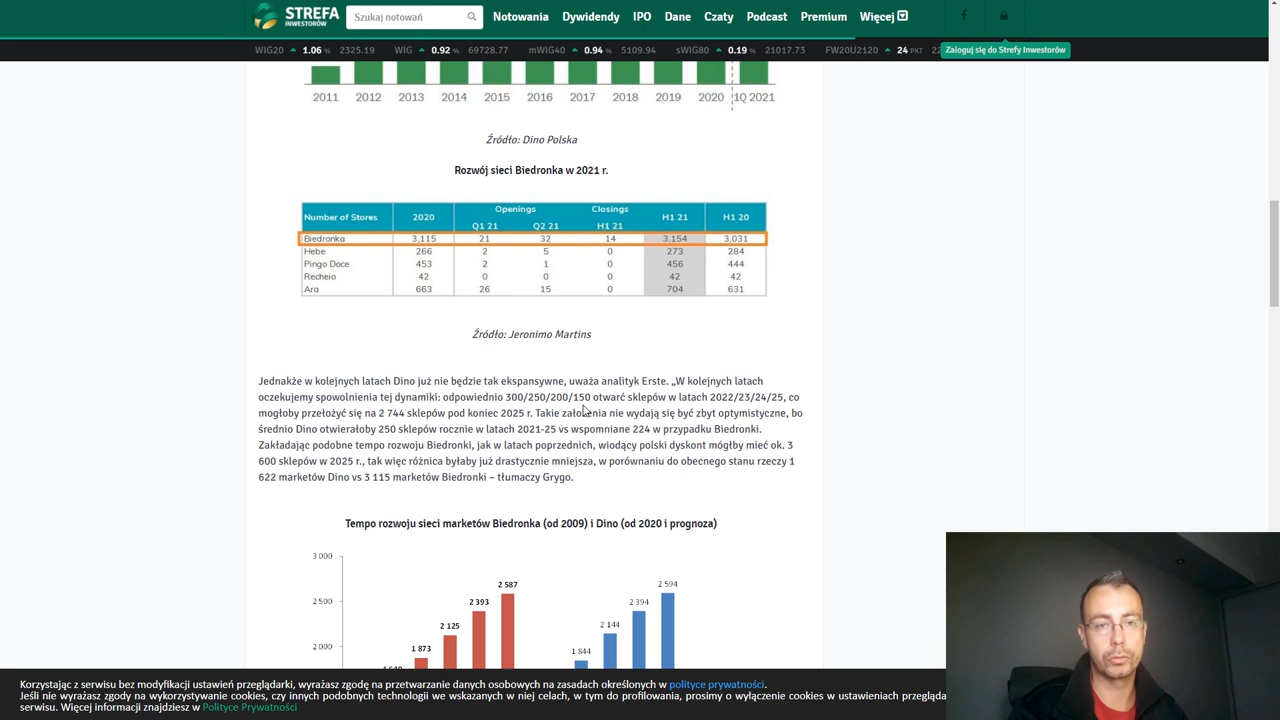 STREFA
INWESTORÓW
Szukaj notowań
Notowania Dywidendy IPO Dane Czaty Podcast Premium Więcej
WIG20 1.06 % 2325.19 WIG 0.92 % 69728.77 mWIG40 0.94 % 5109.94 sWIG80 0.19 % 21017.73 FW20U2120 24 PKT
Zaloguj się do Strefy Inwestorów
2011 2012 2013 2014 2015 2016 2017 2018 2019 2020 1Q 2021
Źródło: Dino Polska
Rozwój sieci Biedronka w 2021 r.
Number of Stores 2020 Openings Closings H1 21 H1 20
Q1 21 Q2 21 H1 21
Biedronka 3,115 21 32 14 3,154 3,031
Hebe 266 2 5 0 273 284
Pingo Doce 453 2 1 0 456 444
Recheio 42 0 0 0 42 42
Ara 663 26 15 0 704 631
Źródło: Jeronimo Martins
Jednakże w kolejnych latach Dino już nie będzie tak ekspansywne, uważa analityk Erste. „W kolejnych latach
oczekujemy spowolnienia tej dynamiki: odpowiednio 300/250/200/150 otwarć sklepów w latach 2022/23/24/25, co
mogłoby przełożyć się na 2 744 sklepów pod koniec 2025 r. Takie założenia nie wydają się być zbyt optymistyczne, bo
średnio Dino otwierałoby 250 sklepów rocznie w latach 2021-25 vs wspomniane 224 w przypadku Biedronki.
Zakładając podobne tempo rozwoju Biedronki, jak w latach poprzednich, wiodący polski dyskont mógłby mieć ok. 3
600 sklepów w 2025 r., tak więc różnica byłaby już drastycznie mniejsza, w porównaniu do obecnego stanu rzeczy 1
622 marketów Dino vs 3 115 marketów Biedronki – tłumaczy Grygo.
Tempo rozwoju sieci marketów Biedronka (od 2009) i Dino (od 2020 i prognoza)
3 000
2 587 2 594
2 500
2 393 2 394
2 125 2 144
2 000
1 873 1 844
Korzystając z serwisu bez modyfikacji ustawień przeglądarki, wyrażasz zgodę na przetwarzanie danych osobowych na zasadach określonych w polityce prywatności.
Jeśli nie wyrażasz zgody na wykorzystywanie cookies, czy innych podobnych technologii we wskazanych w niej celach, w tym do profilowania, prosimy o wyłączenie cookies w ustawieniach przegląda
serwisu. Więcej informacji znajdziesz w Polityce Prywatności